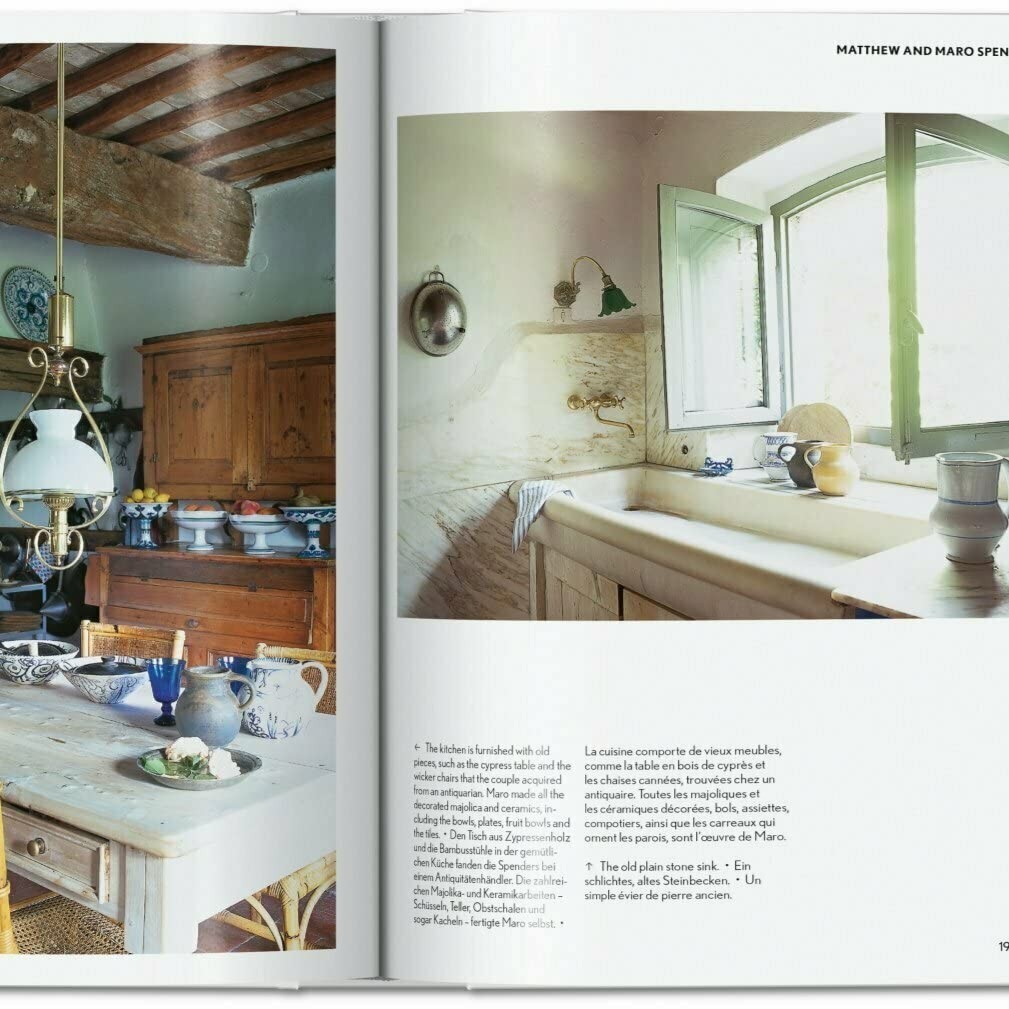 MATTHEW AND MARO SPEN
← The kitchen is furnished with old
pieces, such as the cypress table and the
wicker chairs that the couple acquired
from an antiquarian. Maro made all the
decorated majolica and ceramics, in-
cluding the bowls, plates, fruit bowls and
the tiles. • Den Tisch aus Zypressenholz
und die Bambusstühle in der gemütli-
chen Küche fanden die Spenders bei
einem Antiquitätenhändler. Die zahlrei-
chen Majolika- und Keramikarbeiten –
Schüsseln, Teller, Obstschalen und
sogar Kacheln – fertigte Maro selbst. •
La cuisine comporte de vieux meubles,
comme la table en bois de cyprès et
les chaises cannées, trouvées chez un
antiquaire. Toutes les majoliques et
les céramiques décorées, bols, assiettes,
compotiers, ainsi que les carreaux qui
ornent les parois, sont l'œuvre de Maro.
↑ The old plain stone sink. • Ein
schlichtes, altes Steinbecken. • Un
simple évier de pierre ancien.
19